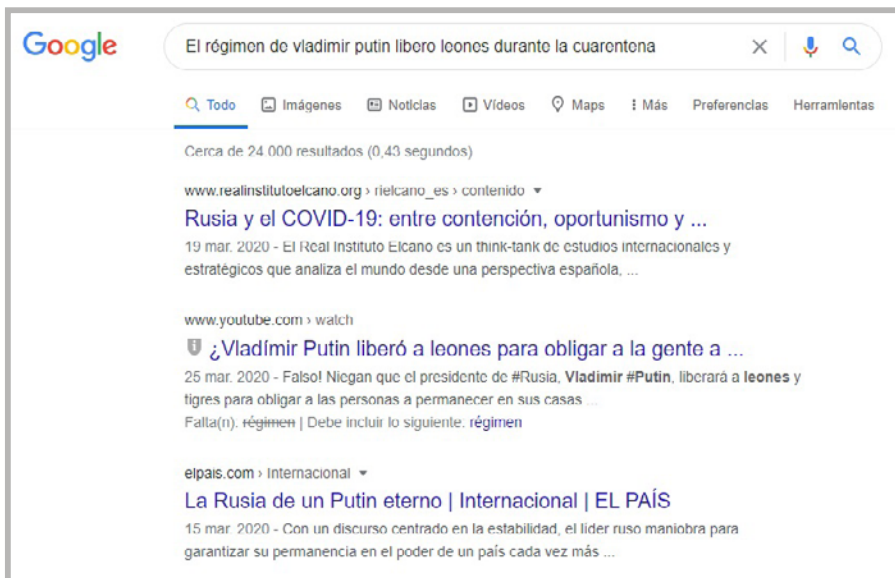 Google
El régimen de vladimir putin libero leones durante la cuarentena
Todo Imágenes Noticias Vídeos Maps Más Preferencias Herramientas
Cerca de 24 000 resultados (0,43 segundos)
www.realinstitutoelcano.org › rielcano_es › contenido
Rusia y el COVID-19: entre contención, oportunismo y ...
19 mar. 2020 - El Real Instituto Elcano es un think-tank de estudios internacionales y
estratégicos que analiza el mundo desde una perspectiva española, ...
www.youtube.com › watch
¿Vladímir Putin liberó a leones para obligar a la gente a ...
25 mar. 2020 - Falso! Niegan que el presidente de #Rusia, Vladimir #Putin, liberará a leones y
tigres para obligar a las personas a permanecer en sus casas ...
Falta(n): régimen | Debe incluir lo siguiente: régimen
elpais.com › Internacional
La Rusia de un Putin eterno | Internacional | EL PAÍS
15 mar. 2020 - Con un discurso centrado en la estabilidad, el líder ruso maniobra para
garantizar su permanencia en el poder de un país cada vez más ...